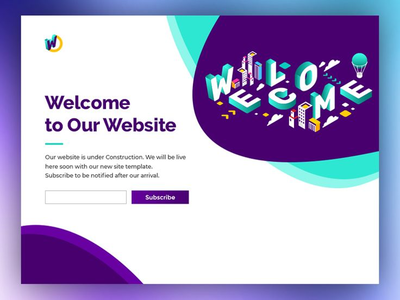 W
WELCOME
Welcome
to Our Website
Our website is under Construction. We will be live
here soon with our new site template.
Subscribe to be notified after our arrival.
Subscribe